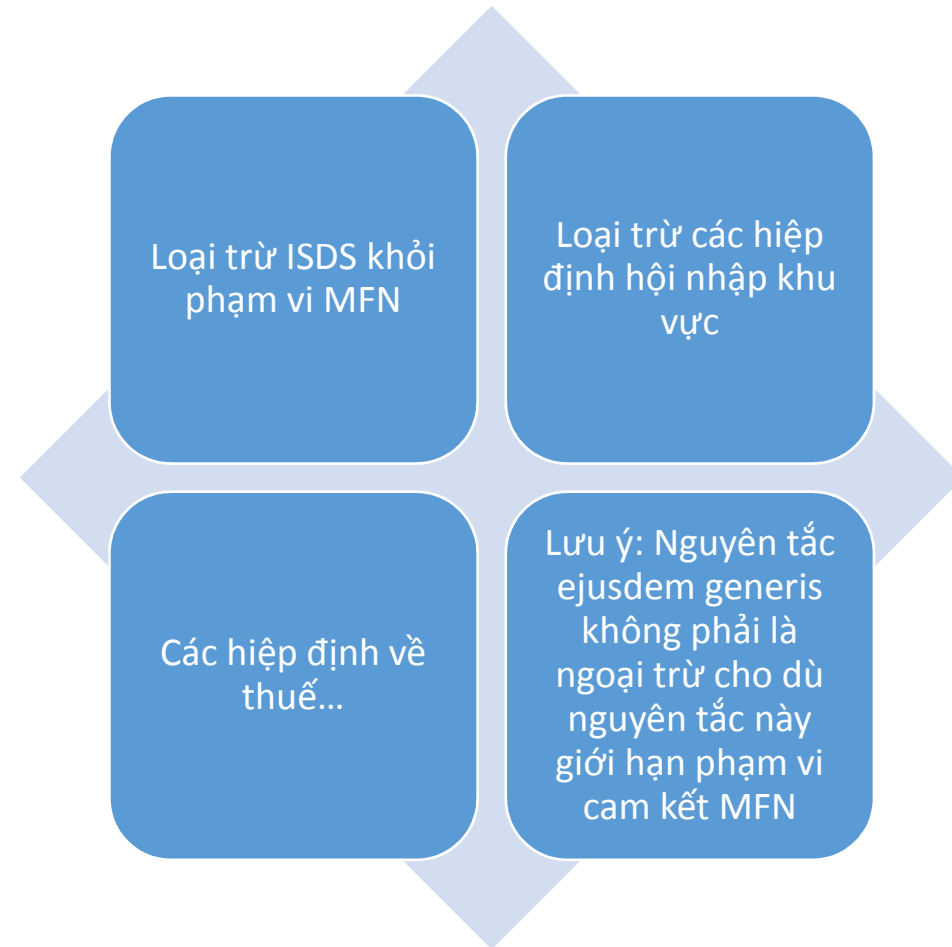 Loại trừ ISDS khỏi
phạm vi MFN
Loại trừ các hiệp
định hội nhập khu
vực
Các hiệp định về
thuế...
Lưu ý: Nguyên tắc
ejusdem generis
không phải là
ngoại trừ cho dù
nguyên tắc này
giới hạn phạm vi
cam kết MFN